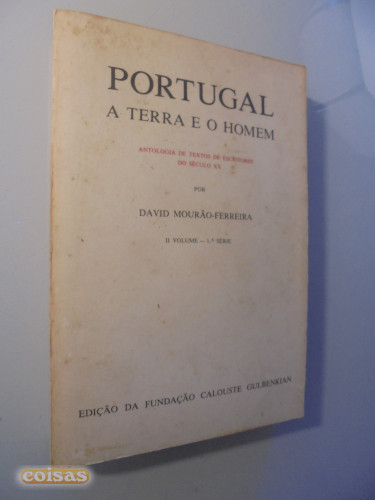 PORTUGAL
A TERRA E O HOMEM
ANTOLOGIA DE TEXTOS DE ESCRITORES
DO SÉCULO XX
POR
DAVID MOURÃO-FERREIRA
II VOLUME — 1.ª SÉRIE
EDIÇÃO DA FUNDAÇÃO CALOUSTE GULBENKIAN
coisas